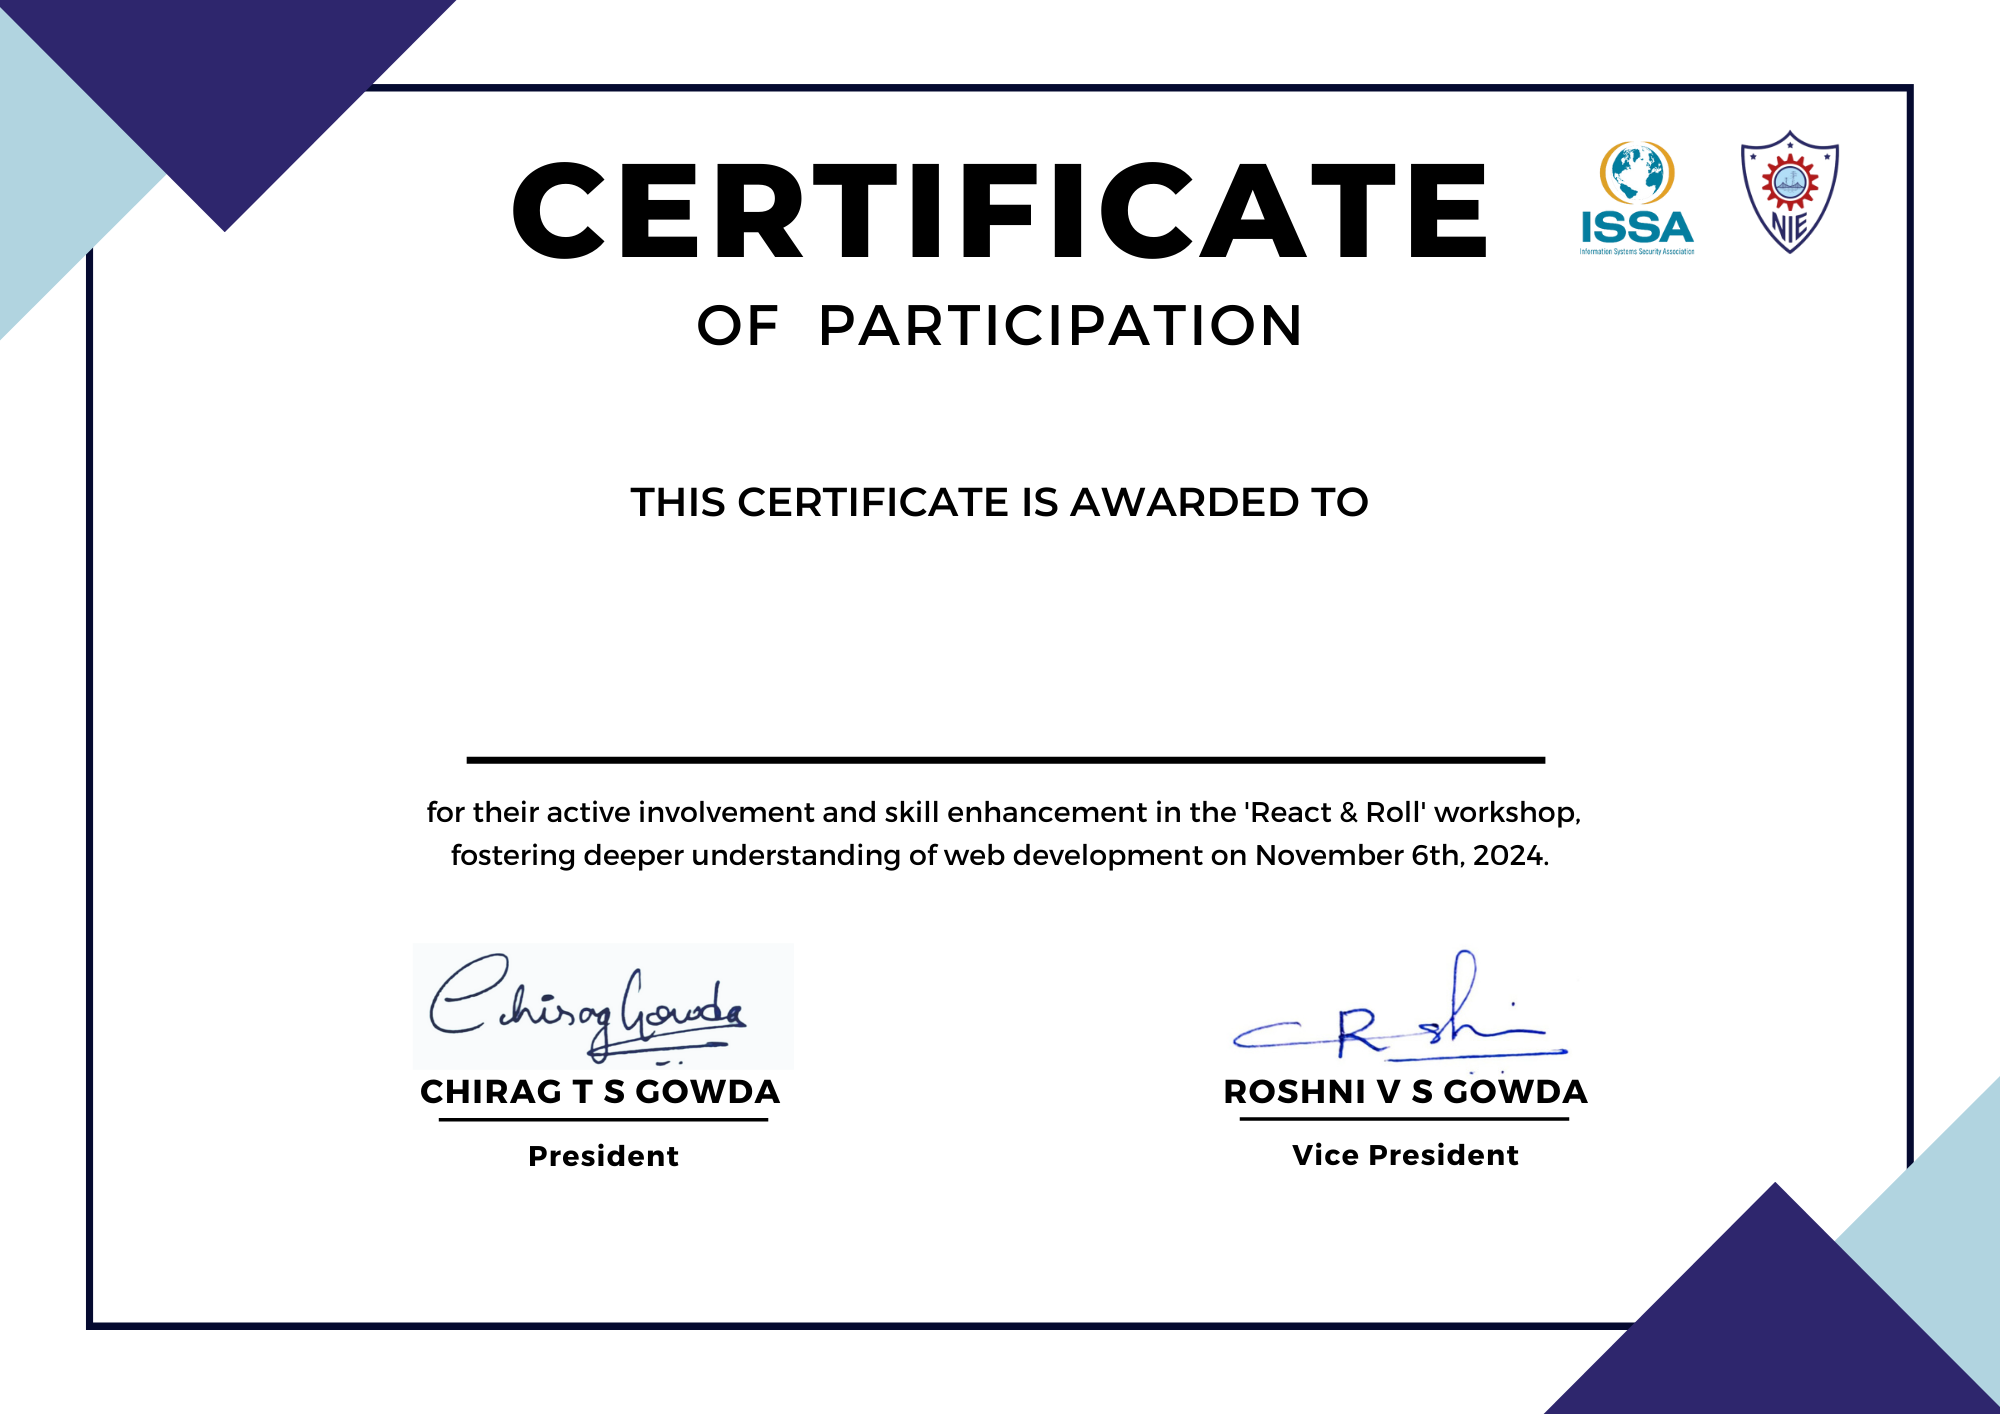 CERTIFICATE
ISSA
Information Systems Security Association
NIE
OF PARTICIPATION
THIS CERTIFICATE IS AWARDED TO
for their active involvement and skill enhancement in the 'React & Roll' workshop,
fostering deeper understanding of web development on November 6th, 2024.
Chirag Gowda
Roshni
CHIRAG T S GOWDA
ROSHNI V S GOWDA
President
Vice President